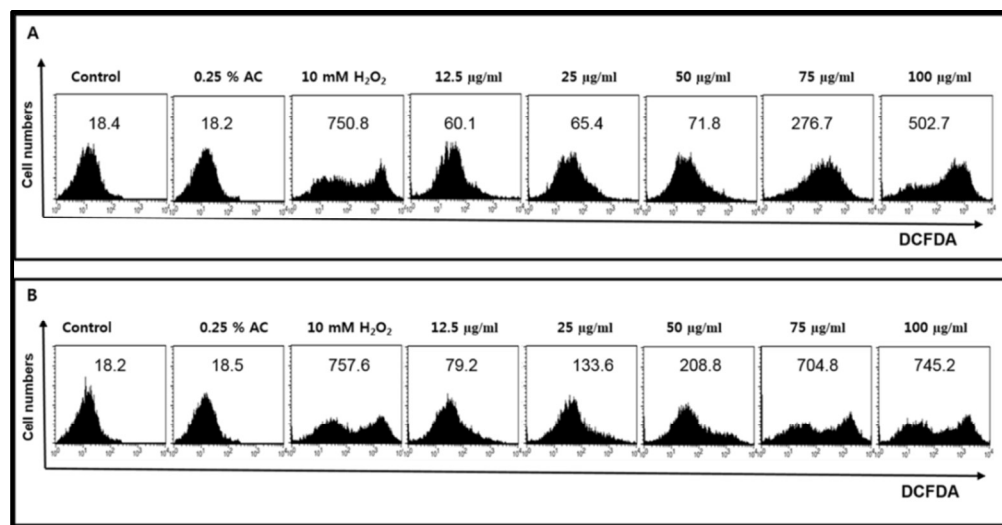 A
Control 0.25 % AC 10 mM H₂O₂ 12.5 µg/ml 25 µg/ml 50 µg/ml 75 µg/ml 100 µg/ml
18.4 18.2 750.8 60.1 65.4 71.8 276.7 502.7
Cell numbers
DCFDA
B
Control 0.25 % AC 10 mM H₂O₂ 12.5 µg/ml 25 µg/ml 50 µg/ml 75 µg/ml 100 µg/ml
18.2 18.5 757.6 79.2 133.6 208.8 704.8 745.2
Cell numbers
DCFDA